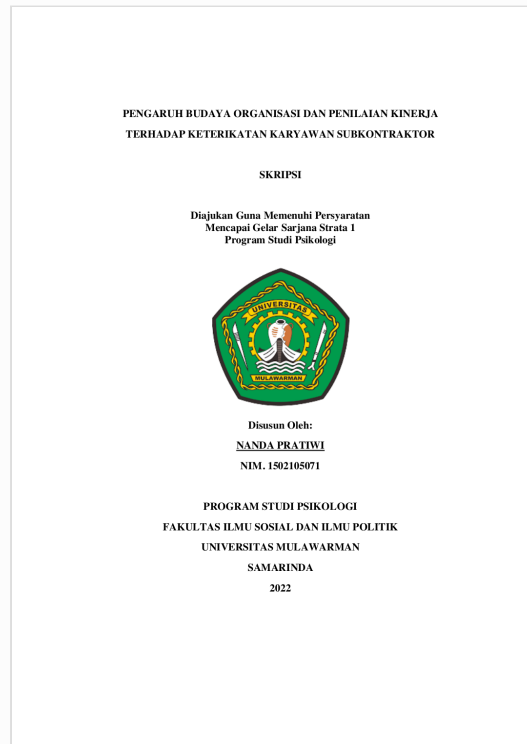 PENGARUH BUDAYA ORGANISASI DAN PENILAIAN KINERJA
TERHADAP KETERIKATAN KARYAWAN SUBKONTRAKTOR
SKRIPSI
Diajukan Guna Memenuhi Persyaratan
Mencapai Gelar Sarjana Strata 1
Program Studi Psikologi
UNIVERSITAS
MULAWARMAN
Disusun Oleh:
NANDA PRATIWI
NIM. 1502105071
PROGRAM STUDI PSIKOLOGI
FAKULTAS ILMU SOSIAL DAN ILMU POLITIK
UNIVERSITAS MULAWARMAN
SAMARINDA
2022